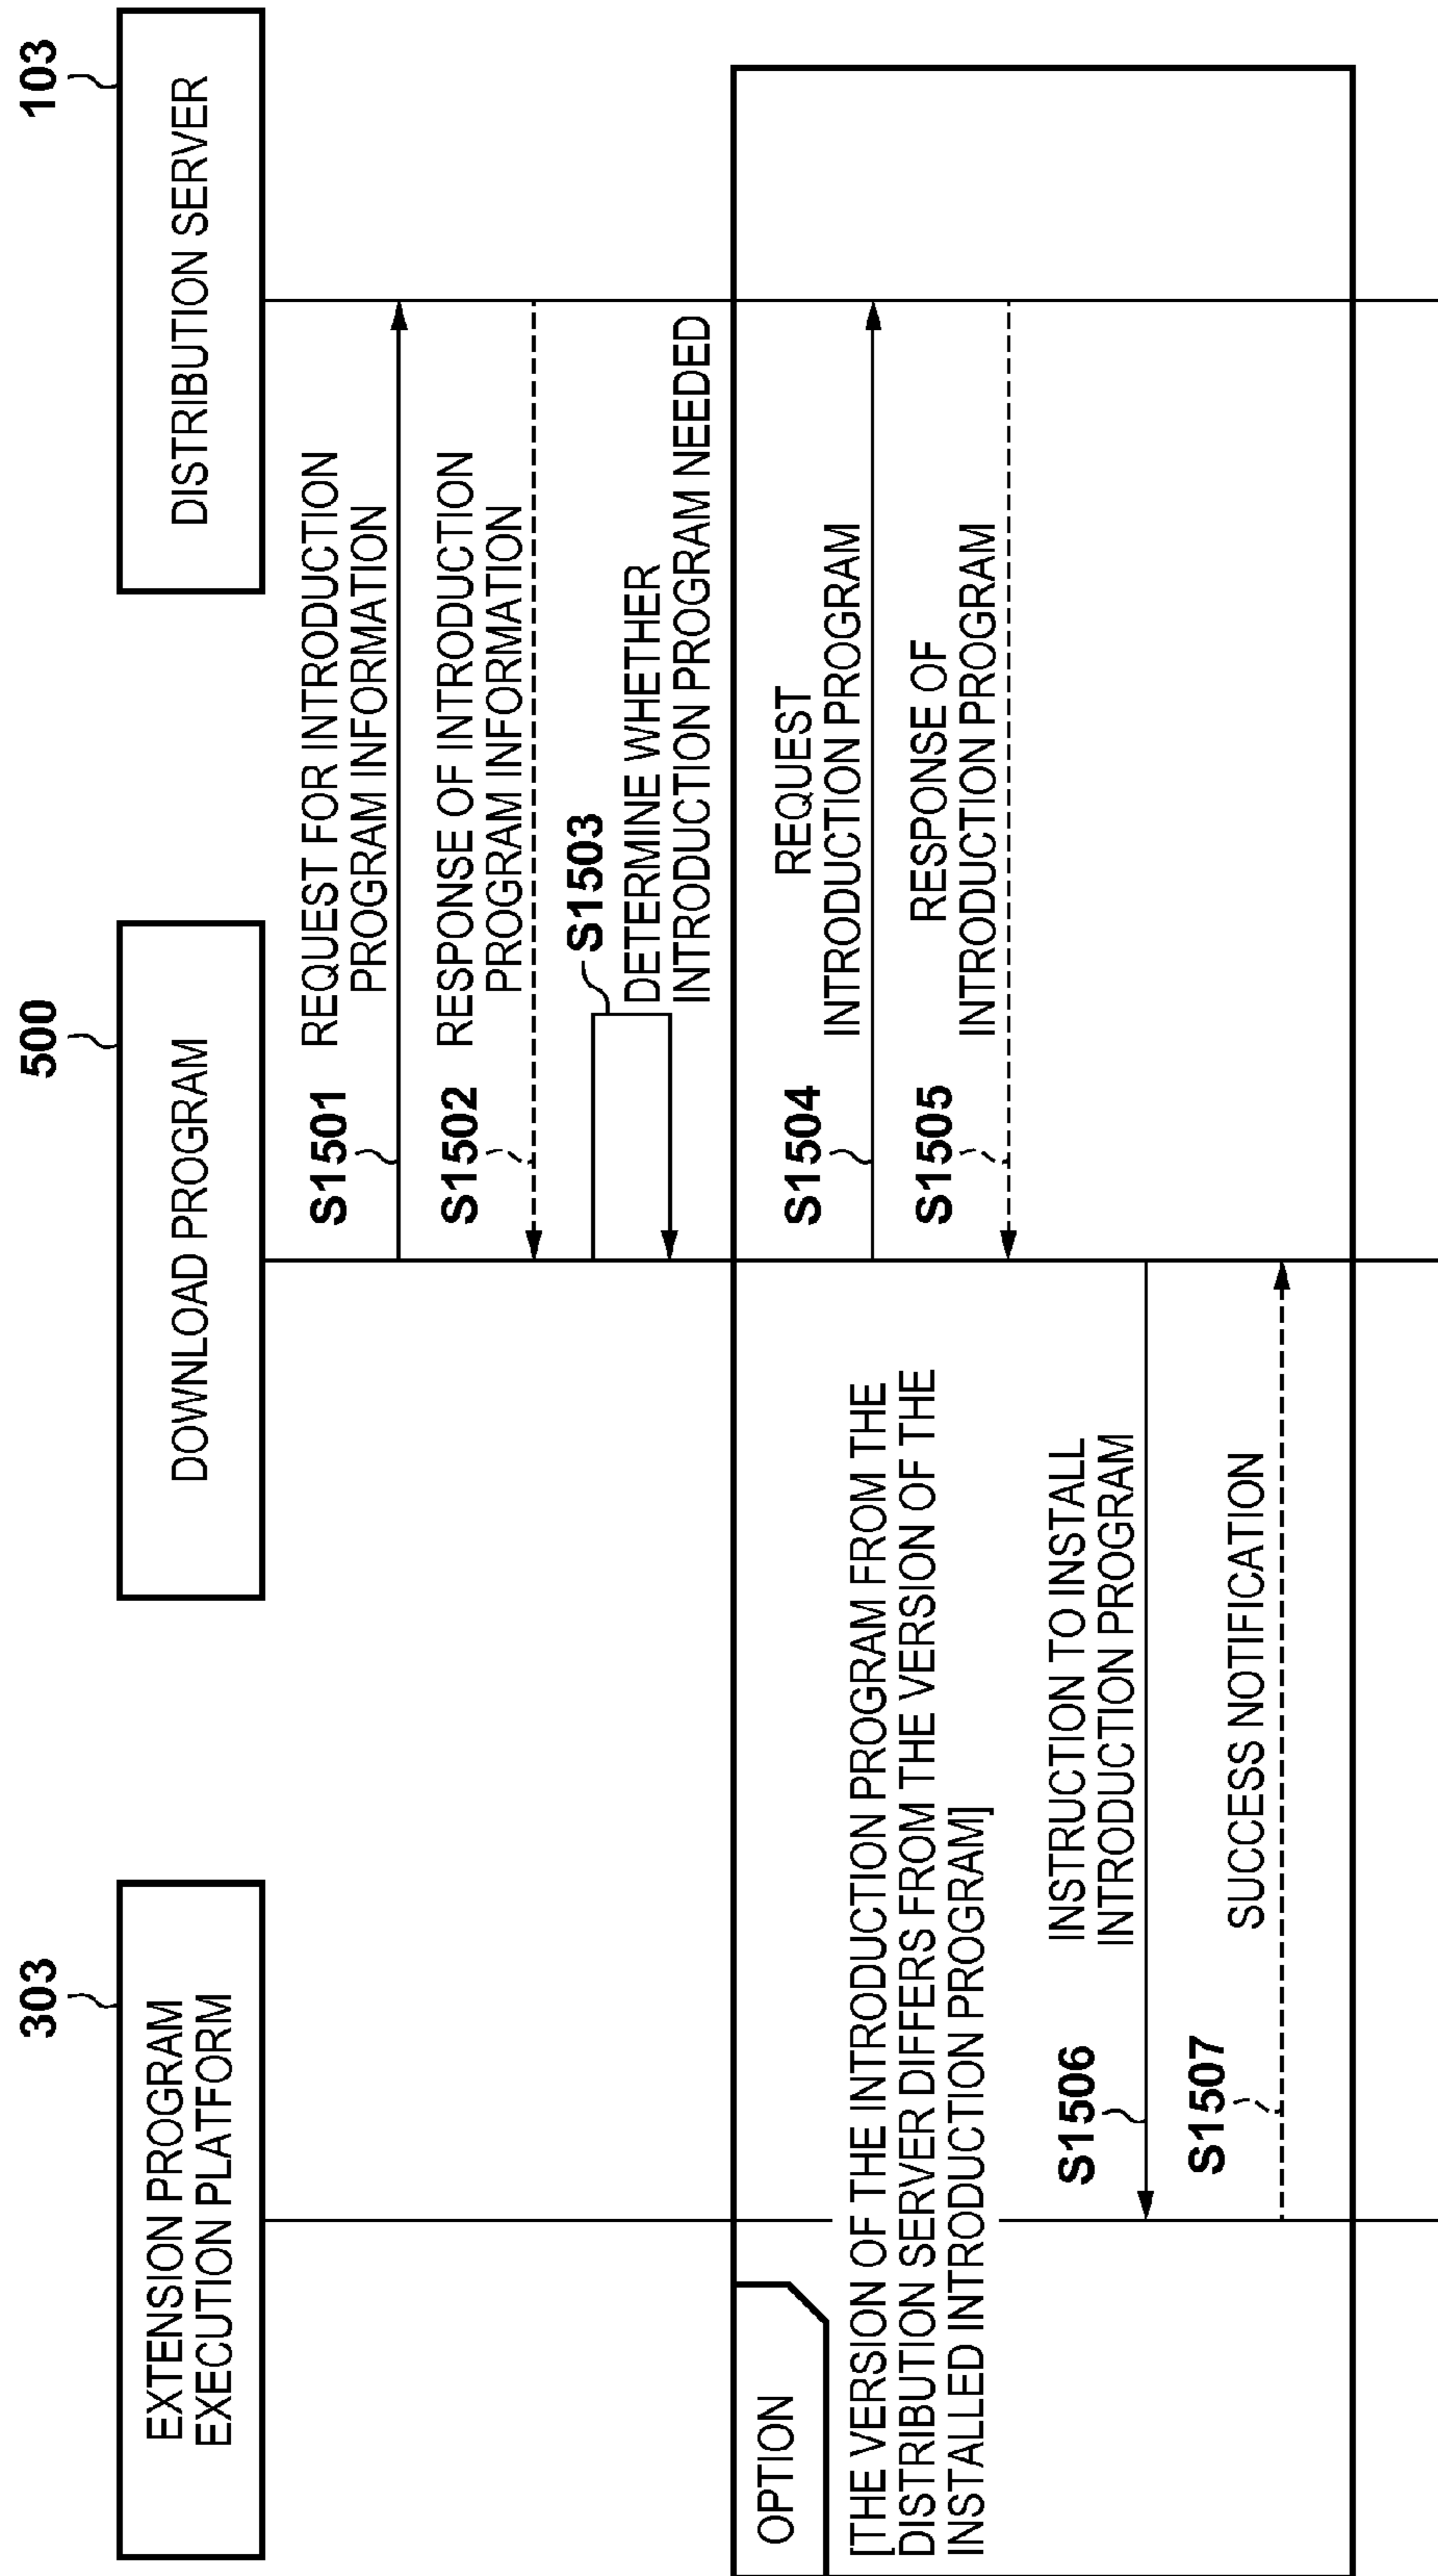 303
EXTENSION PROGRAM
EXECUTION PLATFORM
500
DOWNLOAD PROGRAM
103
DISTRIBUTION SERVER
S1501
REQUEST FOR INTRODUCTION
PROGRAM INFORMATION
S1502
RESPONSE OF INTRODUCTION
PROGRAM INFORMATION
S1503
DETERMINE WHETHER
INTRODUCTION PROGRAM NEEDED
OPTION
[THE VERSION OF THE INTRODUCTION PROGRAM FROM THE
DISTRIBUTION SERVER DIFFERS FROM THE VERSION OF THE
INSTALLED INTRODUCTION PROGRAM]
S1504
REQUEST
INTRODUCTION PROGRAM
S1505
RESPONSE OF
INTRODUCTION PROGRAM
S1506
INSTRUCTION TO INSTALL
INTRODUCTION PROGRAM
S1507
SUCCESS NOTIFICATION